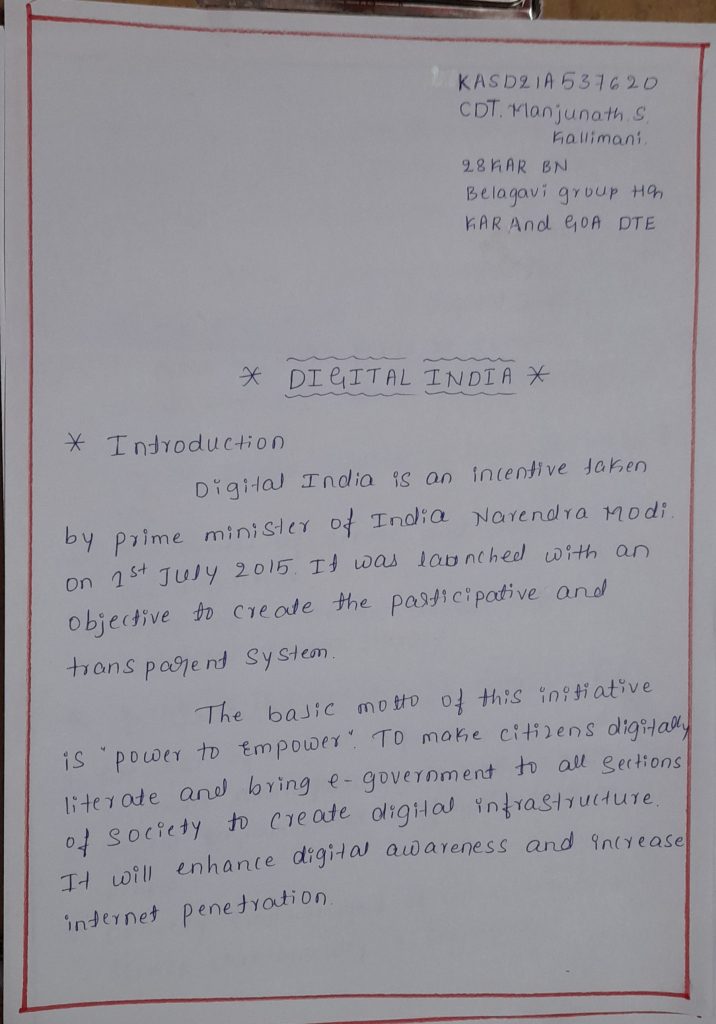 KASD21A537620
CDT. Manjunath. S.
Kallimani.
28 KAR BN
Belagavi group HQ
KAR And GOA DTE
* DIGITAL INDIA *
* Introduction
Digital India is an incentive taken
by prime minister of India Narendra Modi.
on 1st July 2015. It was launched with an
objective to create the participative and
transparent system.
The basic motto of this initiative
is "power to Empower". TO make citizens digitally
literate and bring e-government to all sections
of society to create digital infrastructure.
It will enhance digital awareness and increase
internet penetration.